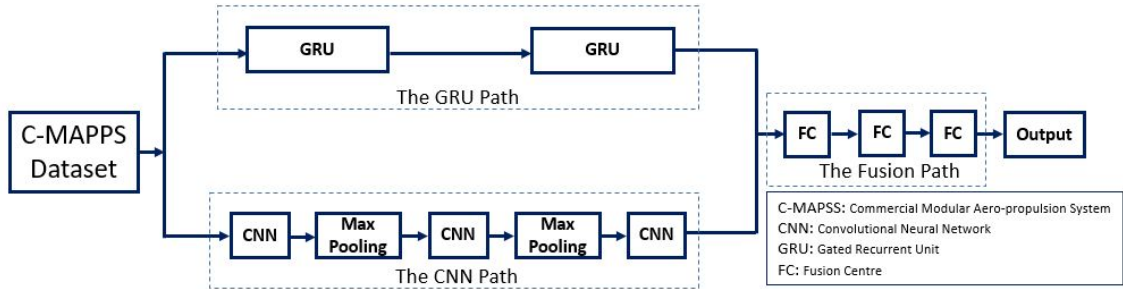 C-MAPPS
Dataset
GRU
GRU
The GRU Path
CNN
Max
Pooling
CNN
Max
Pooling
CNN
The CNN Path
FC
FC
FC
The Fusion Path
Output
C-MAPSS: Commercial Modular Aero-propulsion System
CNN: Convolutional Neural Network
GRU: Gated Recurrent Unit
FC: Fusion Centre